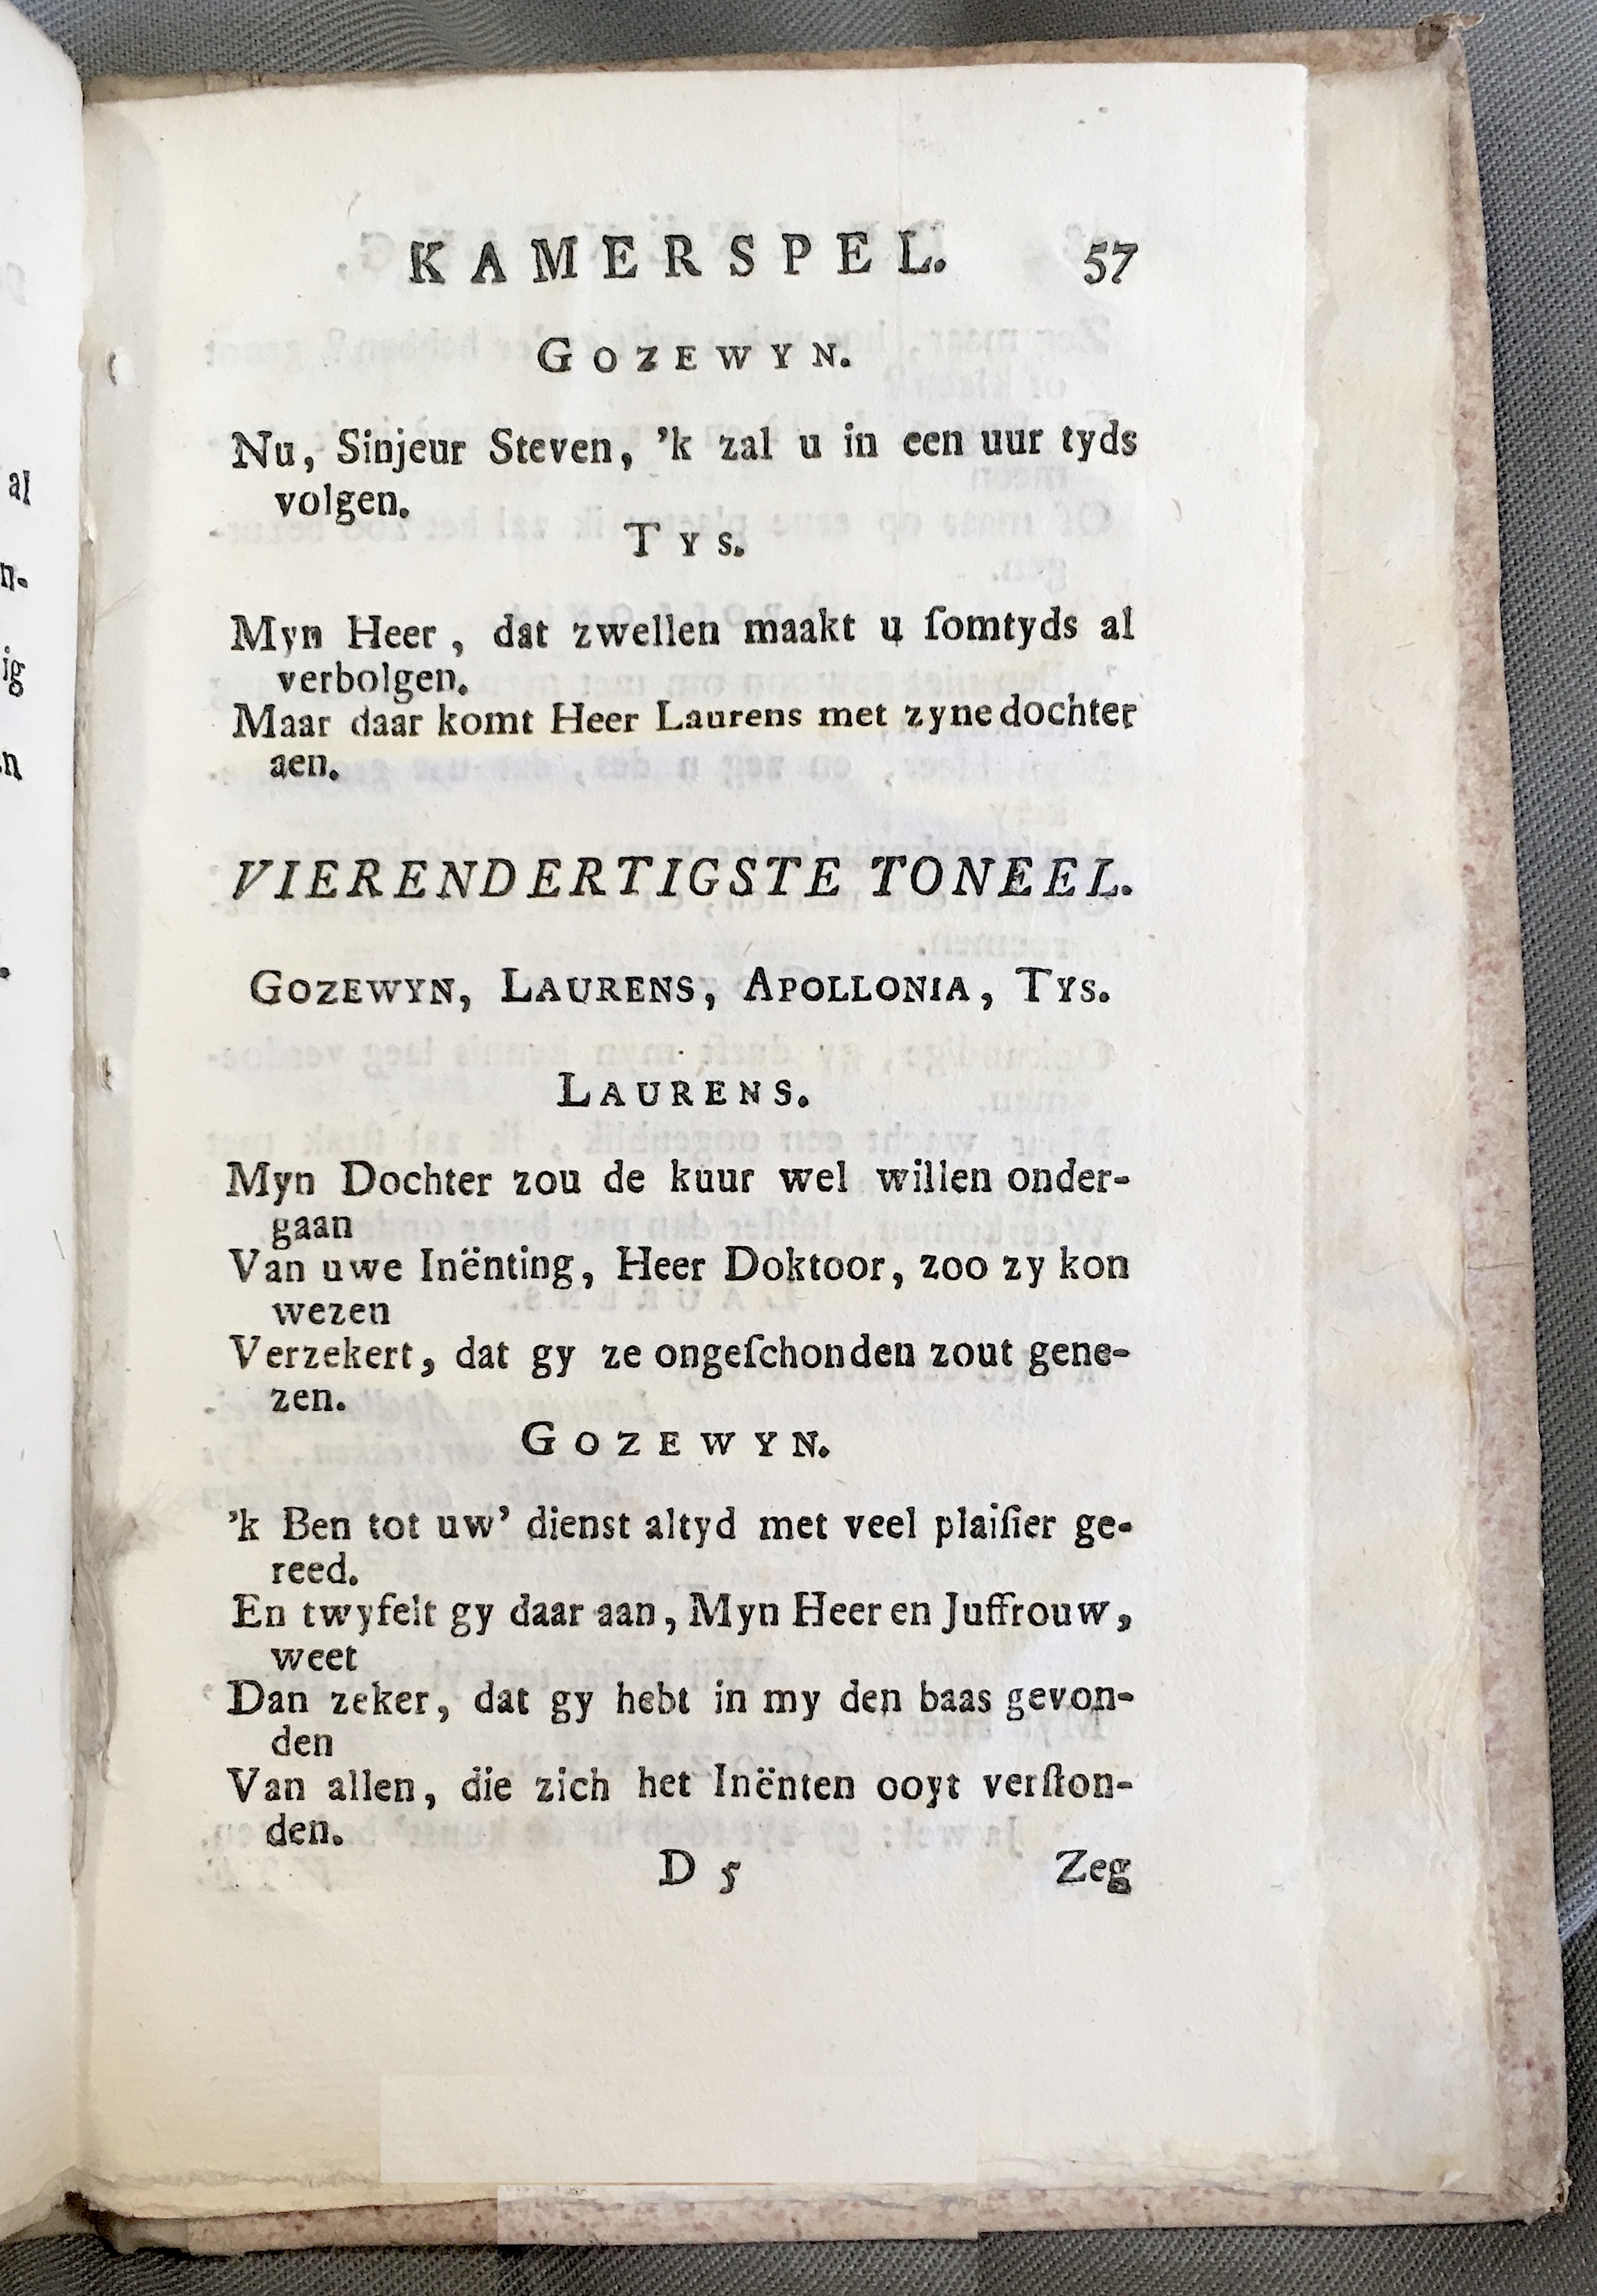 KAMERSPEL. 57
GOZEWYN.
Nu, Sinjeur Steven, ’k zal u in een uur tyds
volgen.
TYS.
Myn Heer, dat zwellen maakt u ſomtyds al
verbolgen.
Maar daar komt Heer Laurens met zyne dochter
aen.
VIERENDERTIGSTE TONEEL.
GOZEWYN, LAURENS, APOLLONIA, TYS.
LAURENS.
Myn Dochter zou de kuur wel willen onder-
gaan
Van uwe Inënting, Heer Doktoor, zoo zy kon
wezen
Verzekert, dat gy ze ongeſchonden zout gene-
zen.
GOZEWYN.
’k Ben tot uw’ dienst altyd met veel plaiſier ge-
reed.
En twyfelt gy daar aan, Myn Heer en Juffrouw,
weet
Dan zeker, dat gy hebt in my den baas gevon-
den
Van allen, die zich het Inënten ooyt verſton-
den.
D 5 Zeg